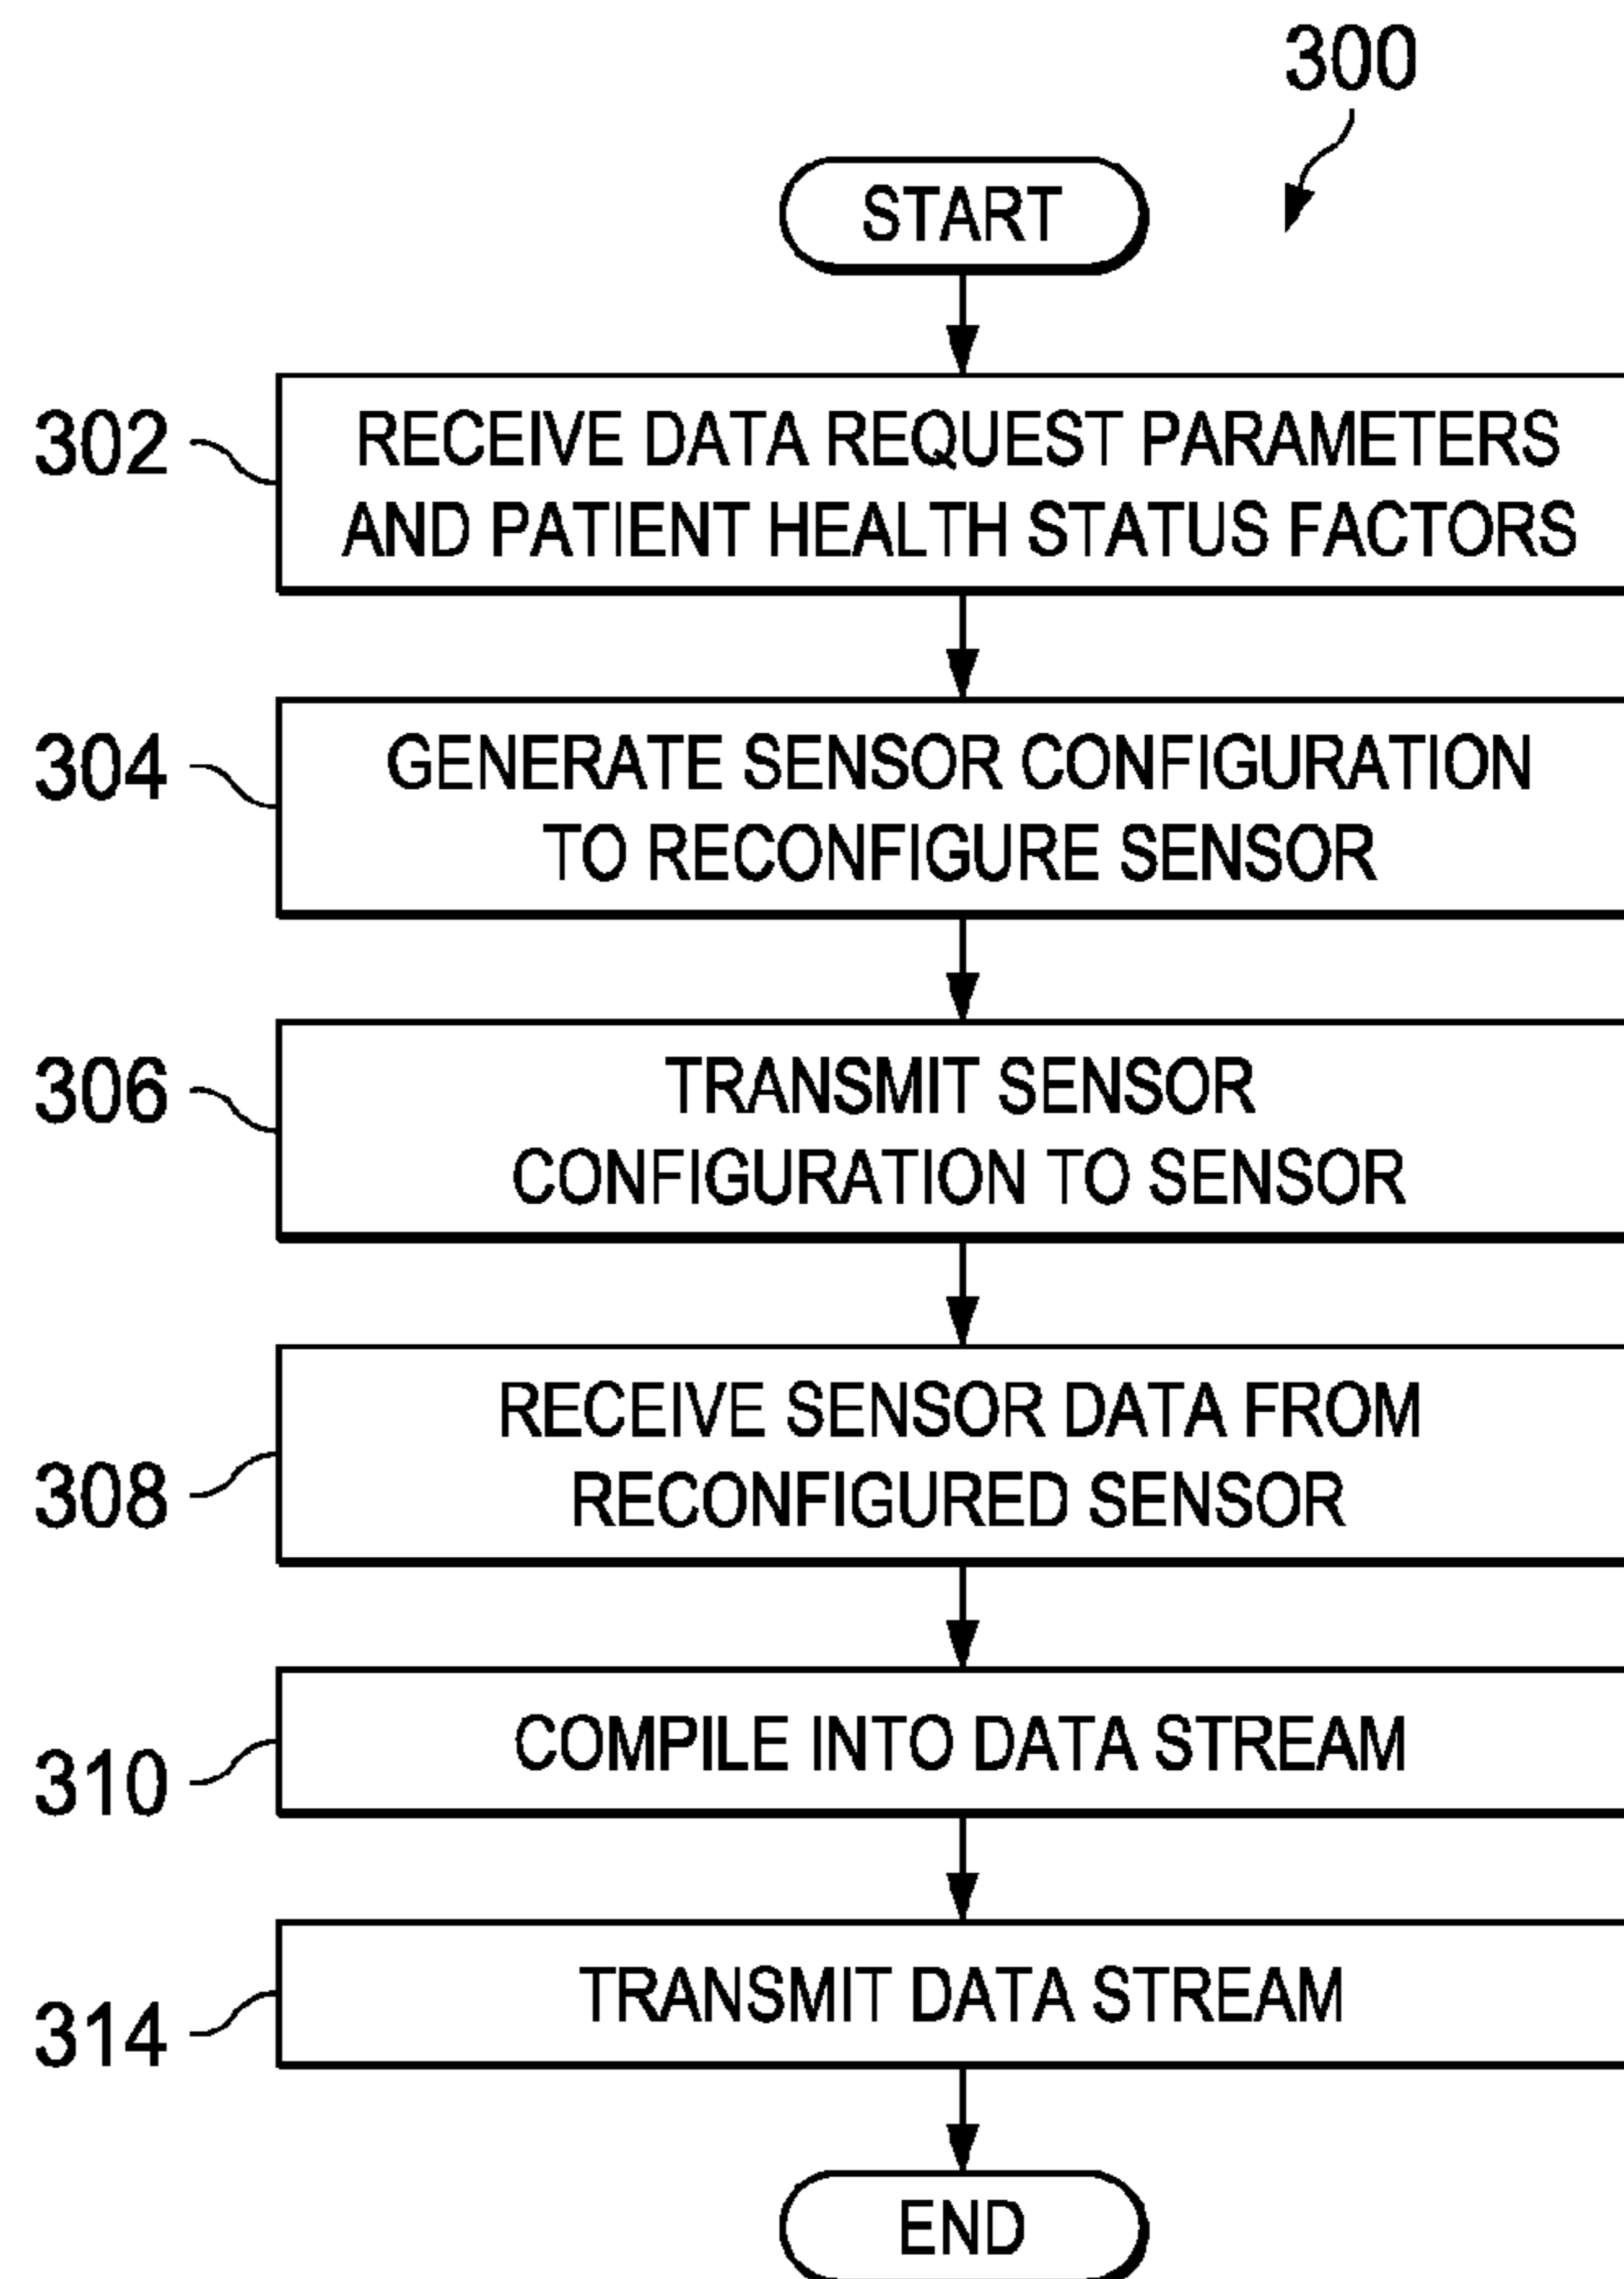 300
START
302
RECEIVE DATA REQUEST PARAMETERS
AND PATIENT HEALTH STATUS FACTORS
304
GENERATE SENSOR CONFIGURATION
TO RECONFIGURE SENSOR
306
TRANSMIT SENSOR
CONFIGURATION TO SENSOR
308
RECEIVE SENSOR DATA FROM
RECONFIGURED SENSOR
310
COMPILE INTO DATA STREAM
314
TRANSMIT DATA STREAM
END